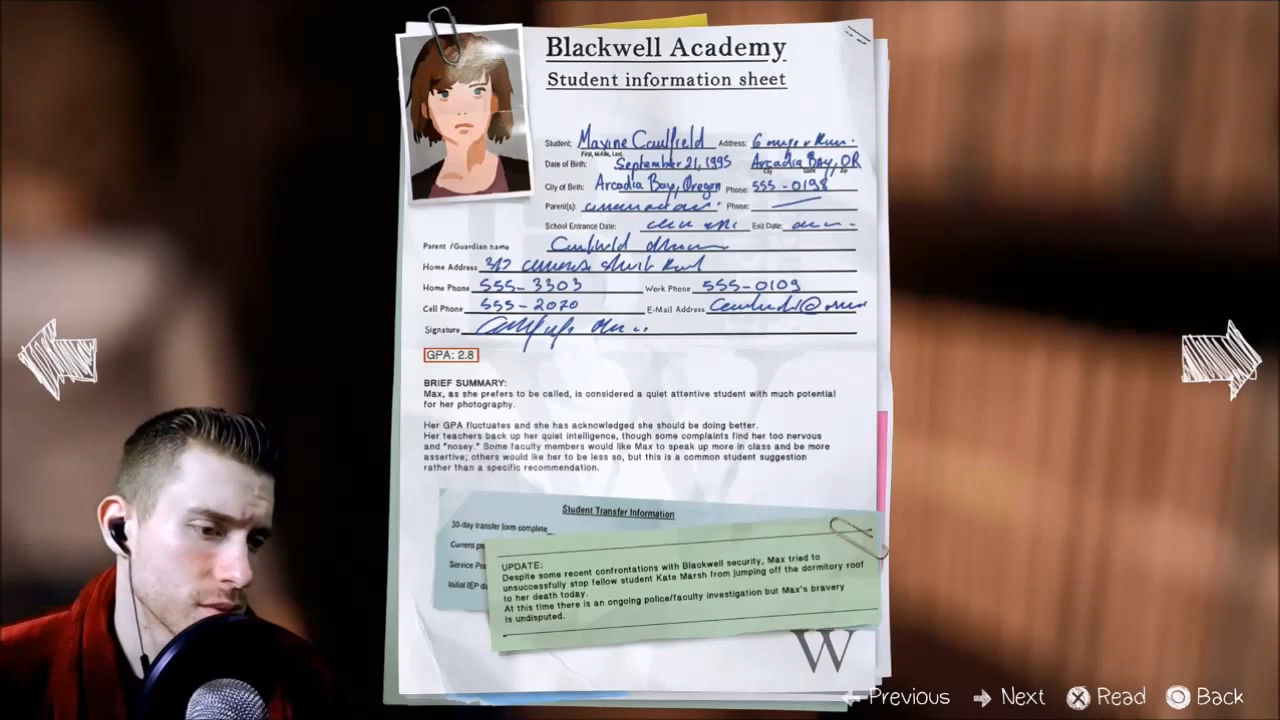 Blackwell Academy
Student information sheet
Student: Maxine Caulfield Address:
First, Middle, Last
Date of Birth: September 21, 1995 Arcadia Bay, OR
City State Zip
City of Birth: Arcadia Bay, Oregon Phone: 555-0198
Parent(s): Phone:
School Entrance Date: Exit Date:
Parent /Guardian name
Home Address
Home Phone 555-3303 Work Phone 555-0109
Cell Phone 555-2070 E-Mail Address
Signature
GPA: 2.8
BRIEF SUMMARY:
Max, as she prefers to be called, is considered a quiet attentive student with much potential
for her photography.
Her GPA fluctuates and she has acknowledged she should be doing better.
Her teachers back up her quiet intelligence, though some complaints find her too nervous
and "nosey." Some faculty members would like Max to speak up more in class and be more
assertive; others would like her to be less so, but this is a common student suggestion
rather than a specific recommendation.
Student Transfer Information
30-day transfer form complete
Current
Service
Initial IEP
UPDATE:
Despite some recent confrontations with Blackwell security, Max tried to
unsuccessfully stop fellow student Kate Marsh from jumping off the dormitory roof
to her death today.
At this time there is an ongoing police/faculty investigation but Max's bravery
is undisputed.
W
Previous Next Read Back